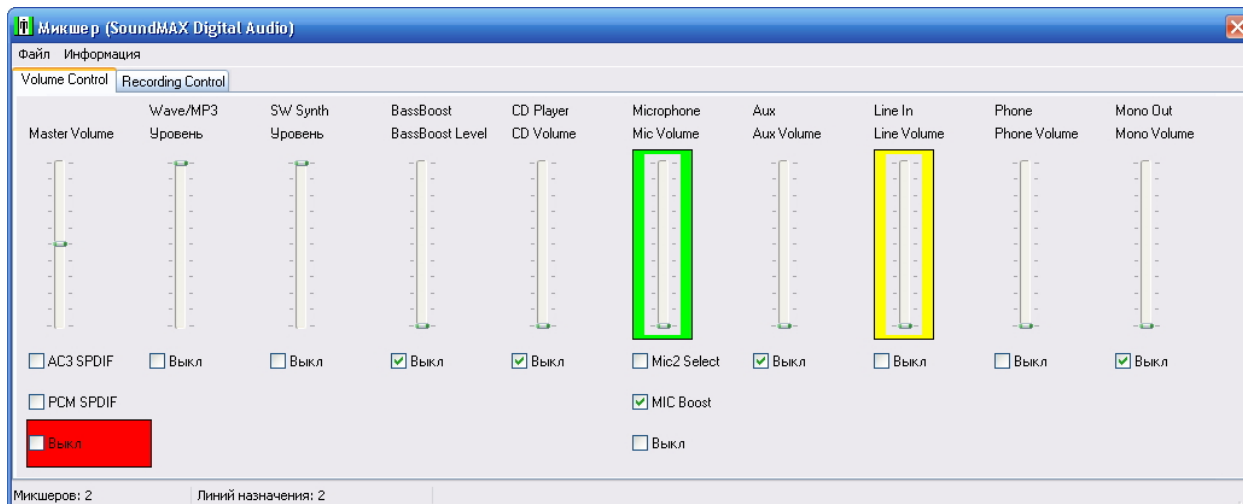 Микшер (SoundMAX Digital Audio)
Файл Информация
Volume Control Recording Control
Wave/MP3 SW Synth BassBoost CD Player Microphone Aux Line In Phone Mono Out
Master Volume Уровень Уровень BassBoost Level CD Volume Mic Volume Aux Volume Line Volume Phone Volume Mono Volume
AC3 SPDIF Выкл Выкл Выкл Выкл Mic2 Select Выкл Выкл Выкл Выкл
PCM SPDIF MIC Boost
Выкл Выкл
Микшеров: 2 Линий назначения: 2